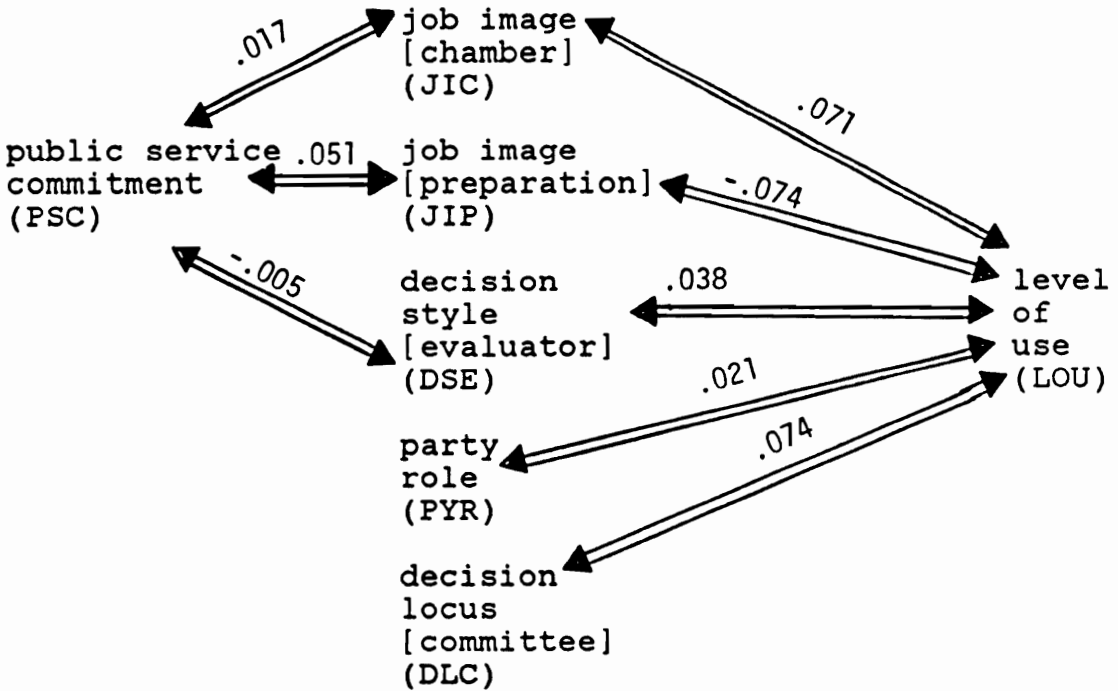 job image
[chamber]
(JIC)
.017
.071
public service
commitment
(PSC)
.051
job image
[preparation]
(JIP)
-.074
-.005
decision
style
[evaluator]
(DSE)
.038
level
of
use
(LOU)
.021
party
role
(PYR)
.074
decision
locus
[committee]
(DLC)